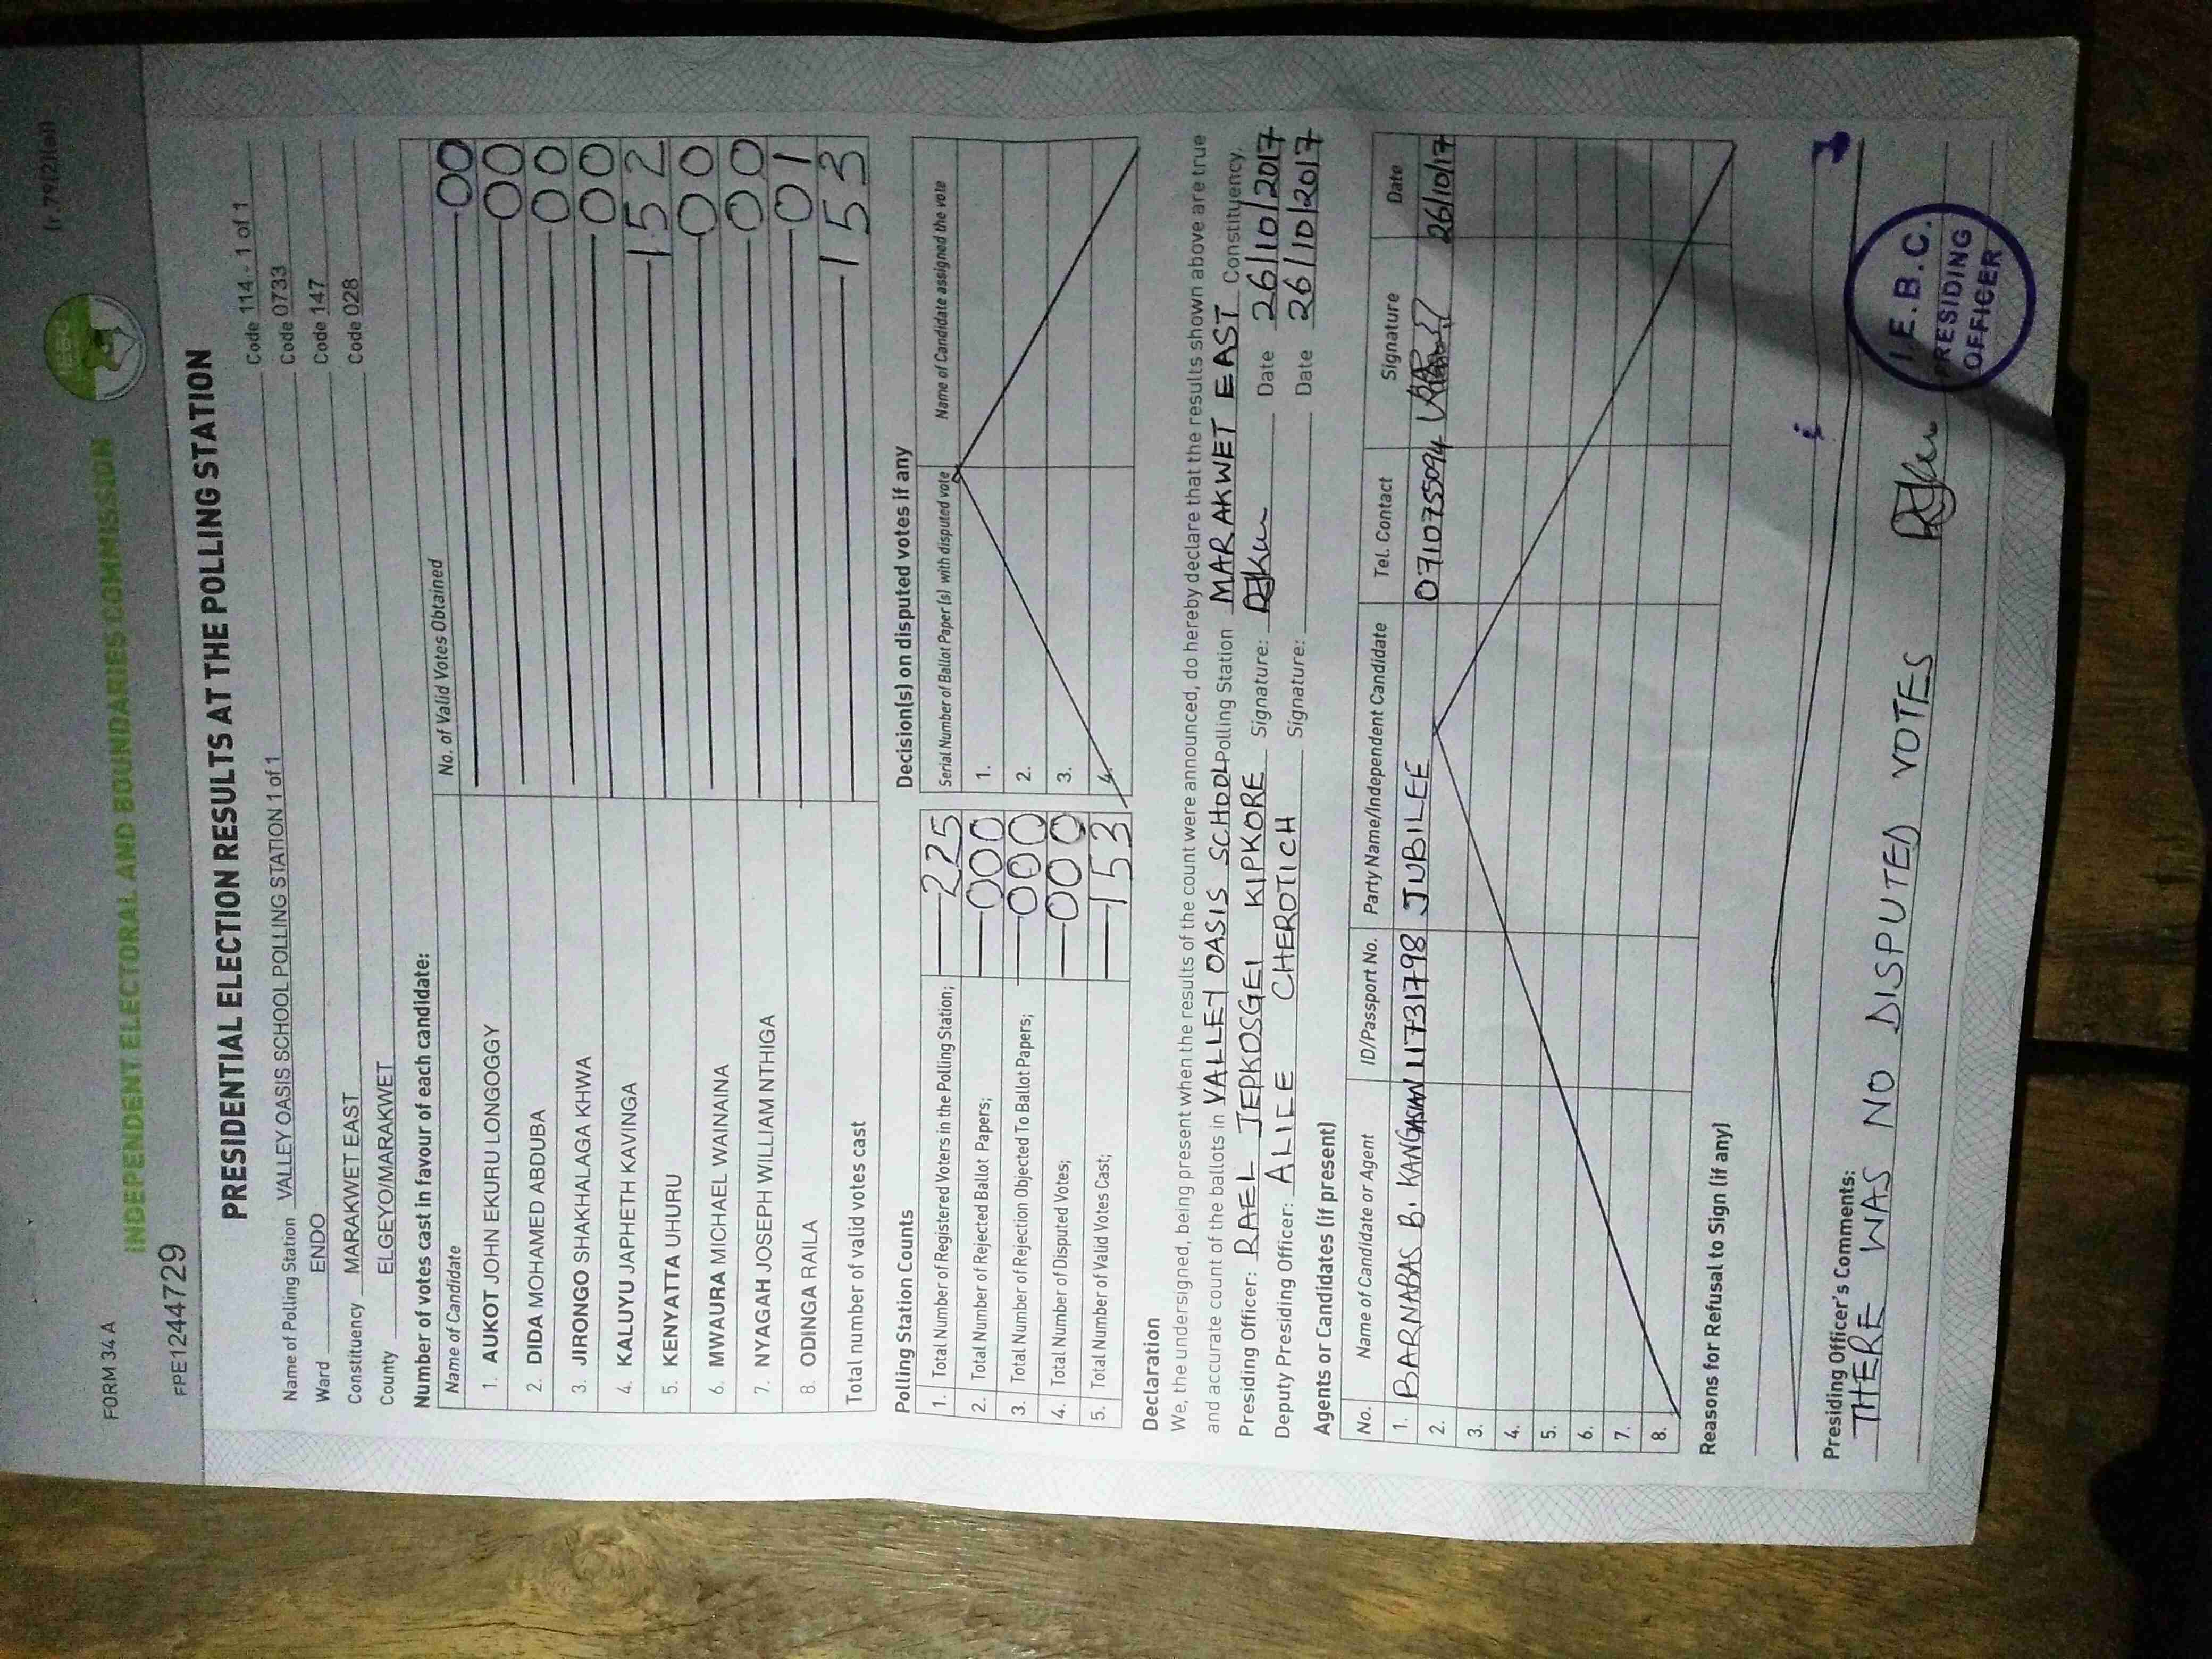 (r. 79(2)(a))
FORM 34 A
INDEPENDENT ELECTORAL AND BOUNDARIES COMMISSION
IEBC
FPE1244729
PRESIDENTIAL ELECTION RESULTS AT THE POLLING STATION
Name of Polling Station VALLEY OASIS SCHOOL POLLING STATION 1 of 1 Code 114 - 1 of 1
Ward ENDO Code 0733
Constituency MARAKWET EAST Code 147
County ELGEYO/MARAKWET Code 028
Number of votes cast in favour of each candidate:
Name of Candidate No. of Valid Votes Obtained
1. AUKOT JOHN EKURU LONGOGGY 00
2. DIDA MOHAMED ABDUBA 00
3. JIRONGO SHAKHALAGA KHWA 00
4. KALUYU JAPHETH KAVINGA 00
5. KENYATTA UHURU 152
6. MWAURA MICHAEL WAINAINA 00
7. NYAGAH JOSEPH WILLIAM NTHIGA 00
8. ODINGA RAILA 01
Total number of valid votes cast 153
Polling Station Counts Decision(s) on disputed votes if any
Serial Number of Ballot Paper(s) with disputed vote Name of Candidate assigned the vote
1. Total Number of Registered Voters in the Polling Station; 225 1.
2. Total Number of Rejected Ballot Papers; 000 2.
3. Total Number of Rejection Objected To Ballot Papers; 000 3.
4. Total Number of Disputed Votes; 000 4.
5. Total Number of Valid Votes Cast; 153
Declaration
We, the undersigned, being present when the results of the count were announced, do hereby declare that the results shown above are true
and accurate count of the ballots in VALLEY OASIS SCHOOL Polling Station MARAKWET EAST Constituency.
Presiding Officer: RAEL JEPKOSGEI KIPKORE Signature: Date 26/10/2017
Deputy Presiding Officer: ALICE CHEROTICH Signature: Date 26/10/2017
Agents or Candidates (if present)
No. Name of Candidate or Agent ID/Passport No. Party Name/Independent Candidate Tel. Contact Signature Date
1. BARNABAS B. KANGASIAN 11731798 JUBILEE 0710755094 26/10/17
2.
3.
4.
5.
6.
7.
8.
Reasons for Refusal to Sign (if any)
Presiding Officer's Comments:
THERE WAS NO DISPUTED VOTES
I.E.B.C.
PRESIDING
OFFICER